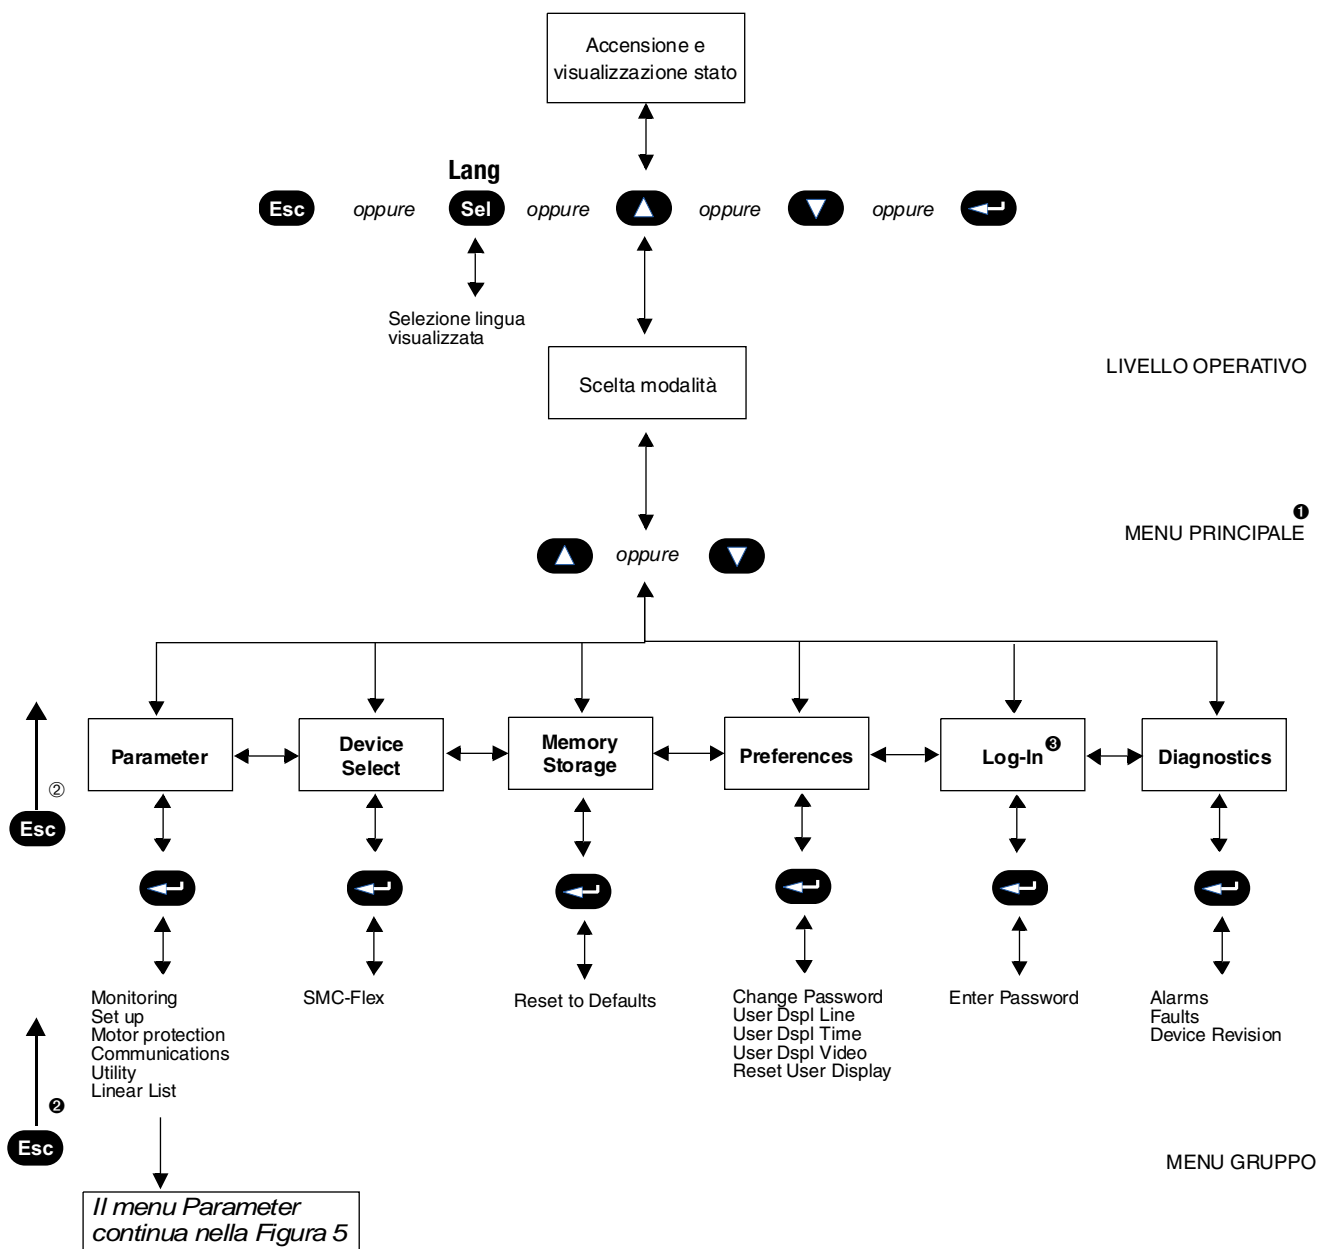 Accensione e
visualizzazione stato
Lang
Esc oppure Sel oppure oppure oppure
Selezione lingua
visualizzata
LIVELLO OPERATIVO
Scelta modalità
❶
MENU PRINCIPALE
oppure
Parameter
Device
Select
Memory
Storage
Preferences
Log-In ❸
Diagnostics
②
Esc
Monitoring
Set up
Motor protection
Communications
Utility
Linear List
SMC-Flex
Reset to Defaults
Change Password
User Dspl Line
User Dspl Time
User Dspl Video
Reset User Display
Enter Password
Alarms
Faults
Device Revision
❷
Esc
MENU GRUPPO
Il menu Parameter
continua nella Figura 5